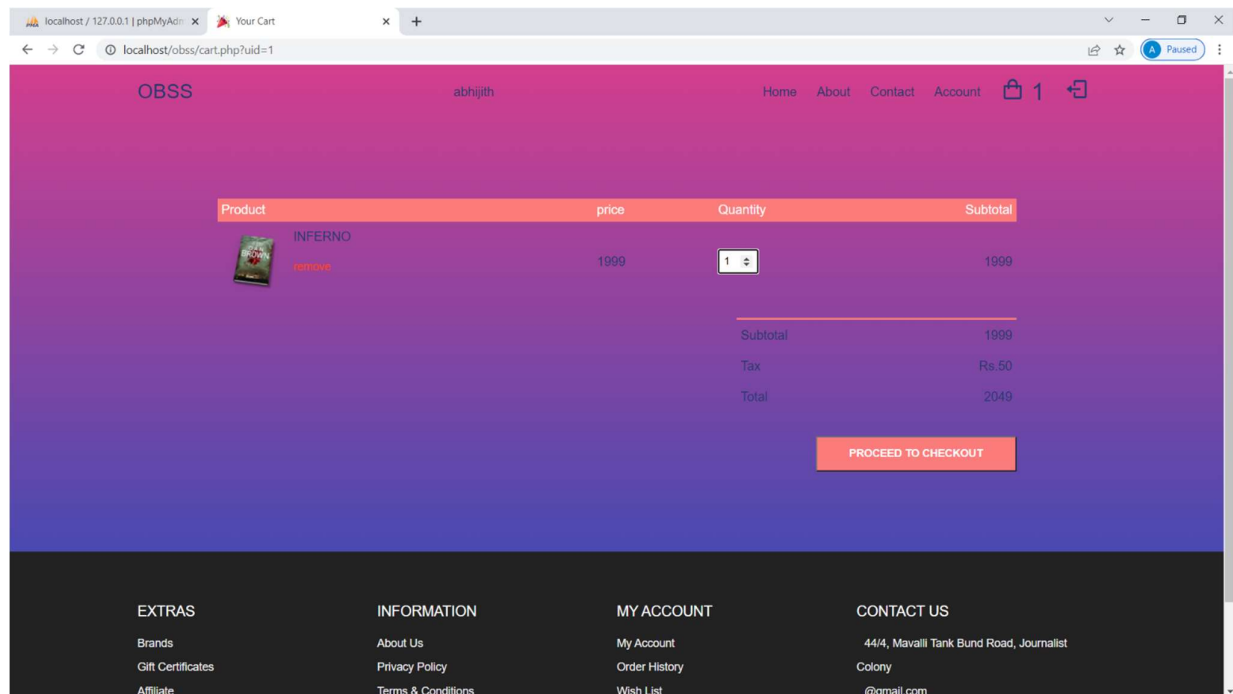 localhost / 127.0.0.1 | phpMyAdm
Your Cart
localhost/obss/cart.php?uid=1
A Paused
OBSS abhijith Home About Contact Account 1
Product price Quantity Subtotal
INFERNO
BROWN
remove 1999 1 1999
Subtotal 1999
Tax Rs.50
Total 2049
PROCEED TO CHECKOUT
EXTRAS INFORMATION MY ACCOUNT CONTACT US
Brands About Us My Account 44/4, Mavalli Tank Bund Road, Journalist
Gift Certificates Privacy Policy Order History Colony
Affiliate Terms & Conditions Wish List @gmail.com